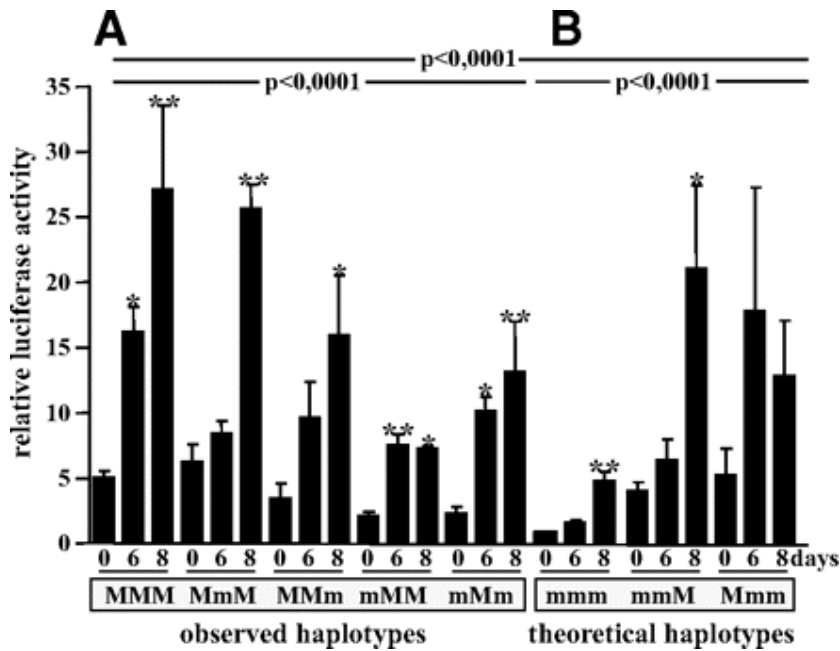 A B
p<0,0001
p<0,0001 p<0,0001
35
30
25
20
15
10
5
0
relative luciferase activity
** * ** * ** * * ** ** * *
0 6 8 0 6 8 0 6 8 0 6 8 0 6 8 0 6 8 0 6 8 0 6 8 days
MMM MmM MMm mMM mMm mmm mmM Mmm
observed haplotypes theoretical haplotypes